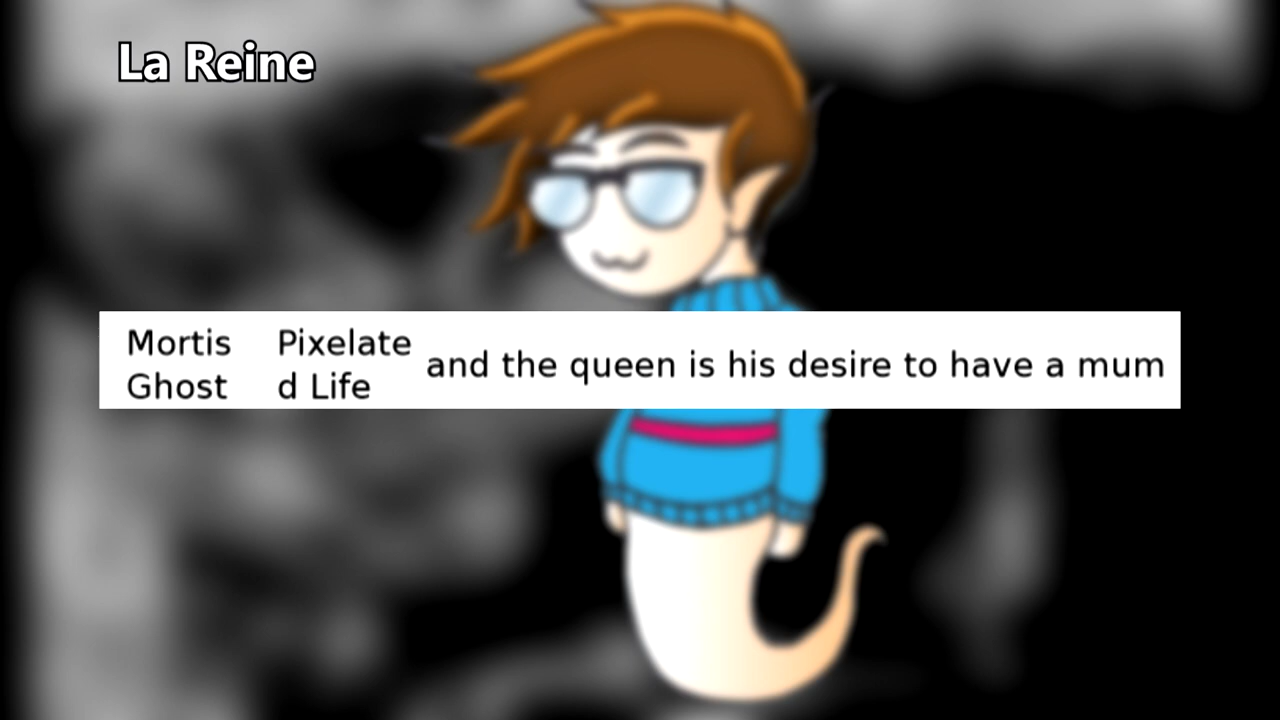 La Reine
Mortis Pixelate
Ghost d Life
and the queen is his desire to have a mum